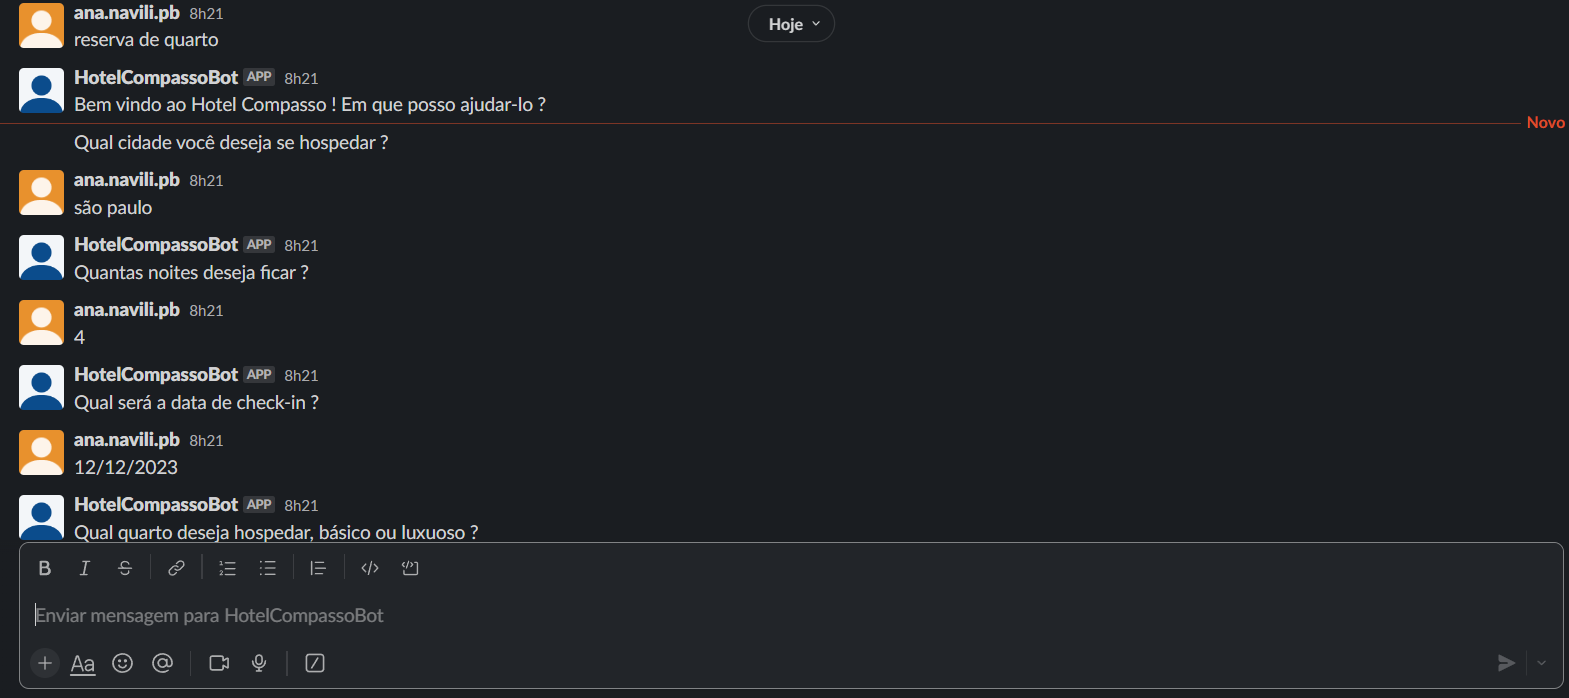 ana.navili.pb 8h21
Hoje
reserva de quarto
HotelCompassoBot APP 8h21
Bem vindo ao Hotel Compasso ! Em que posso ajudar-lo ?
Novo
Qual cidade você deseja se hospedar ?
ana.navili.pb 8h21
são paulo
HotelCompassoBot APP 8h21
Quantas noites deseja ficar ?
ana.navili.pb 8h21
4
HotelCompassoBot APP 8h21
Qual será a data de check-in ?
ana.navili.pb 8h21
12/12/2023
HotelCompassoBot APP 8h21
Qual quarto deseja hospedar, básico ou luxuoso ?
Enviar mensagem para HotelCompassoBot